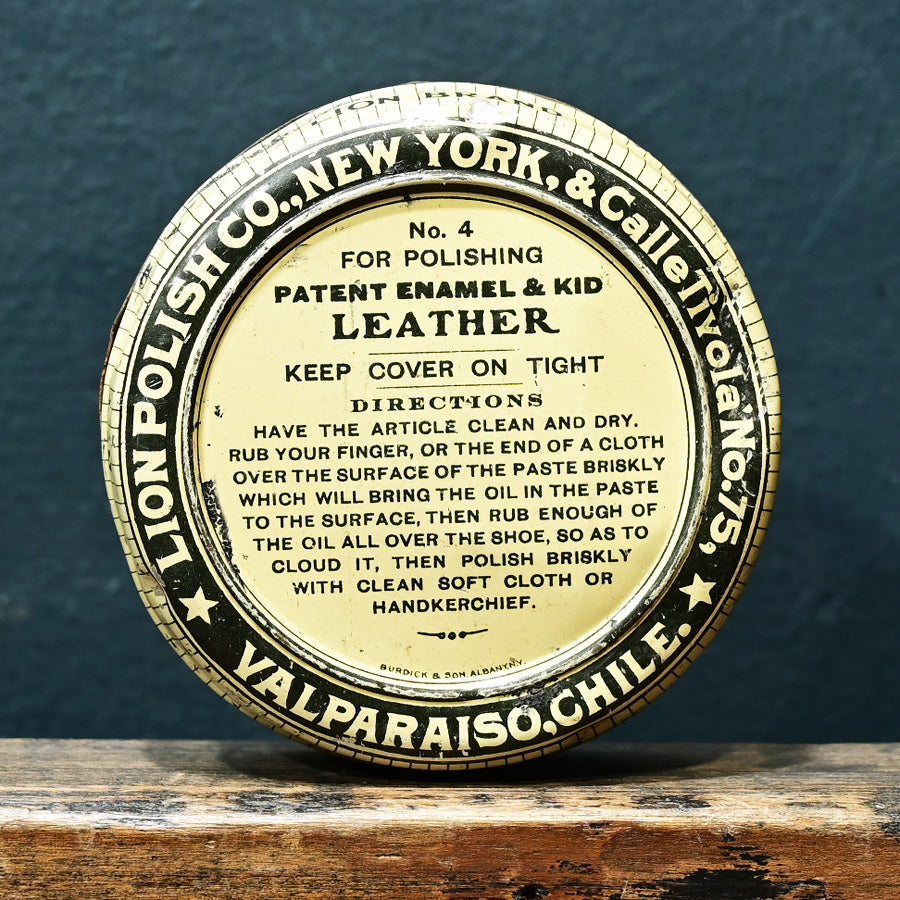 LION BRAND
LION POLISH CO., NEW YORK, & Calle Tivola No. 75,
VALPARAISO, CHILE.
No. 4
FOR POLISHING
PATENT ENAMEL & KID
LEATHER
KEEP COVER ON TIGHT
DIRECTIONS
HAVE THE ARTICLE CLEAN AND DRY.
RUB YOUR FINGER, OR THE END OF A CLOTH
OVER THE SURFACE OF THE PASTE BRISKLY
WHICH WILL BRING THE OIL IN THE PASTE
TO THE SURFACE, THEN RUB ENOUGH OF
THE OIL ALL OVER THE SHOE, SO AS TO
CLOUD IT, THEN POLISH BRISKLY
WITH CLEAN SOFT CLOTH OR
HANDKERCHIEF.
BURDICK & SON, ALBANY, N.Y.